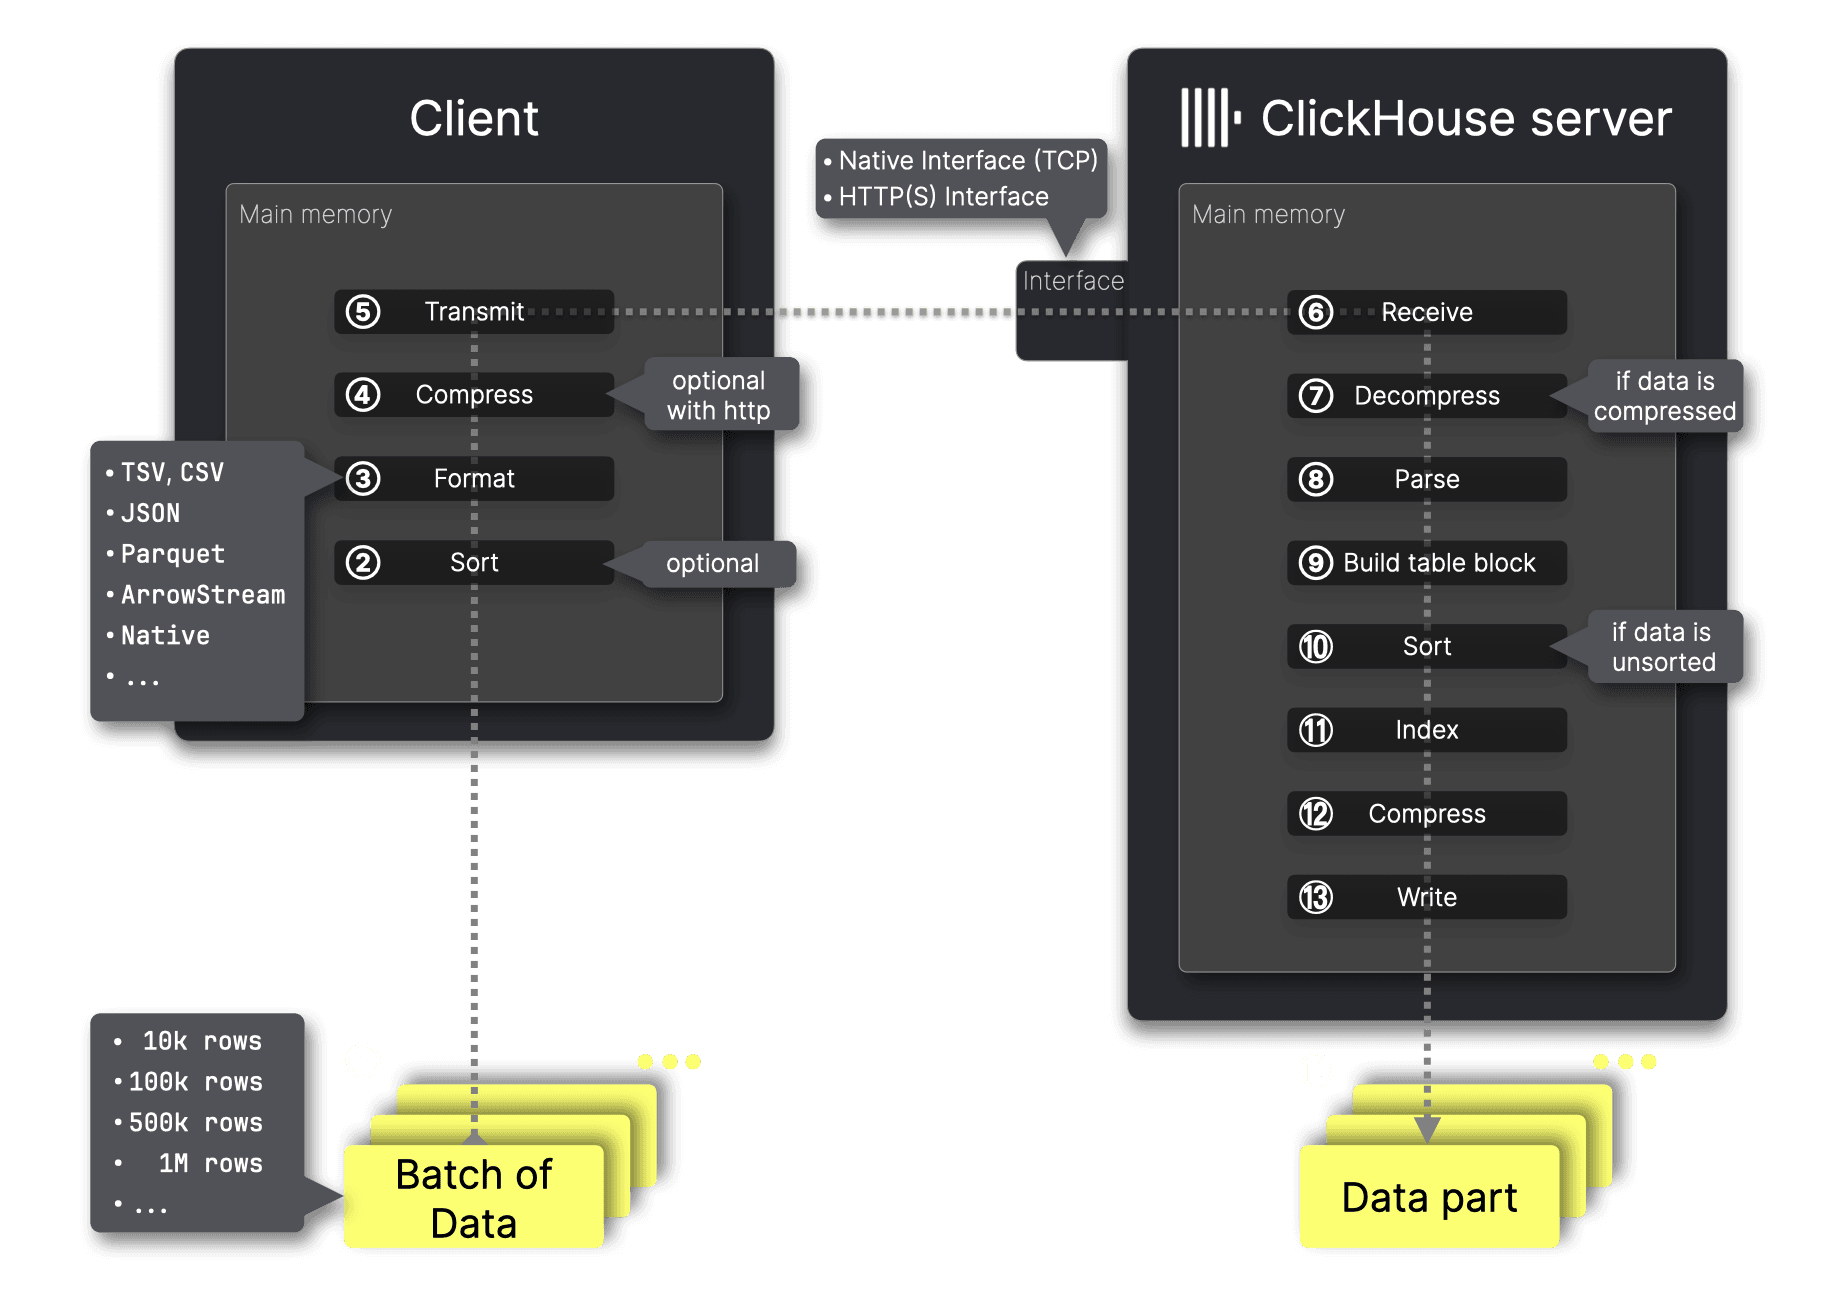 Client
Main memory
⑤ Transmit
④ Compress
optional
with http
③ Format
• TSV, CSV
• JSON
• Parquet
• ArrowStream
• Native
• ...
② Sort
optional
• 10k rows
• 100k rows
• 500k rows
• 1M rows
• ...
Batch of
Data
• Native Interface (TCP)
• HTTP(S) Interface
Interface
ClickHouse server
Main memory
⑥ Receive
⑦ Decompress
if data is
compressed
⑧ Parse
⑨ Build table block
⑩ Sort
if data is
unsorted
⑪ Index
⑫ Compress
⑬ Write
Data part